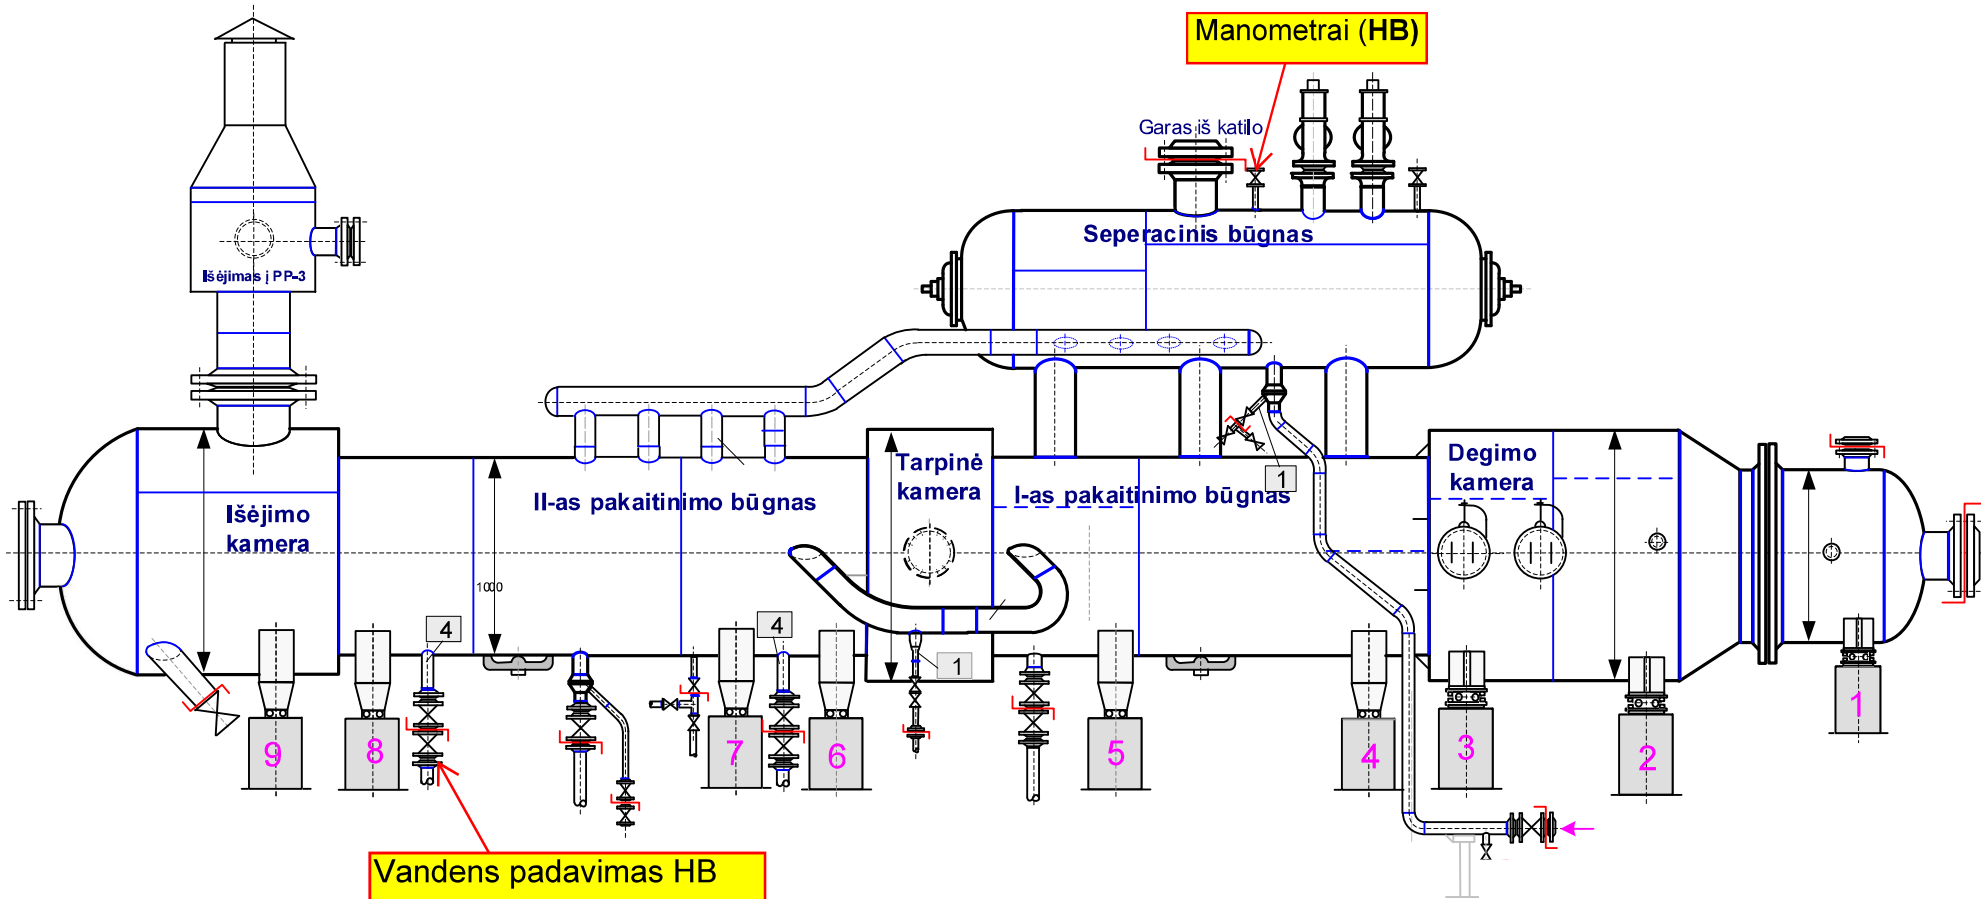 Manometrai (HB)
Garas iš katilo
Seperacinis būgnas
Išėjimas į PP-3
Tarpinė
kamera
Degimo
kamera
II-as pakaitinimo būgnas
I-as pakaitinimo būgnas
1
Išėjimo
kamera
1000
4
4
1
9
8
7
6
5
4
3
2
1
Vandens padavimas HB